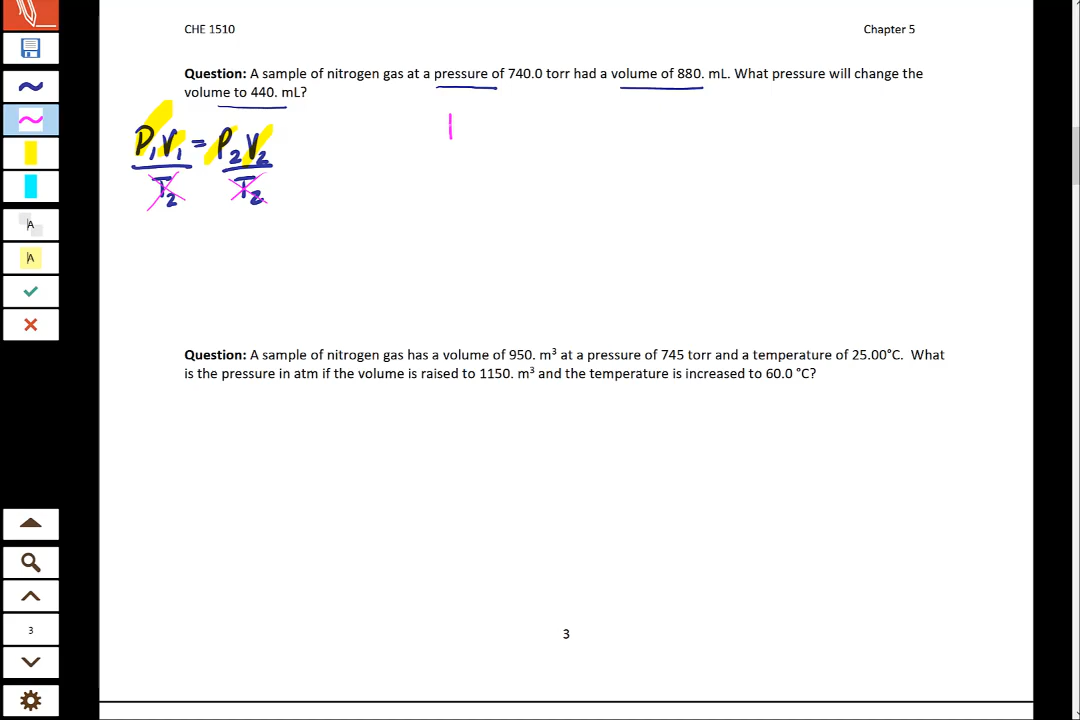 CHE 1510 Chapter 5
Question: A sample of nitrogen gas at a pressure of 740.0 torr had a volume of 880. mL. What pressure will change the
volume to 440. mL?
P₁V₁ = P₂V₂
T₂ T₂
Question: A sample of nitrogen gas has a volume of 950. m³ at a pressure of 745 torr and a temperature of 25.00°C. What
is the pressure in atm if the volume is raised to 1150. m³ and the temperature is increased to 60.0 °C?
3
A
A
3